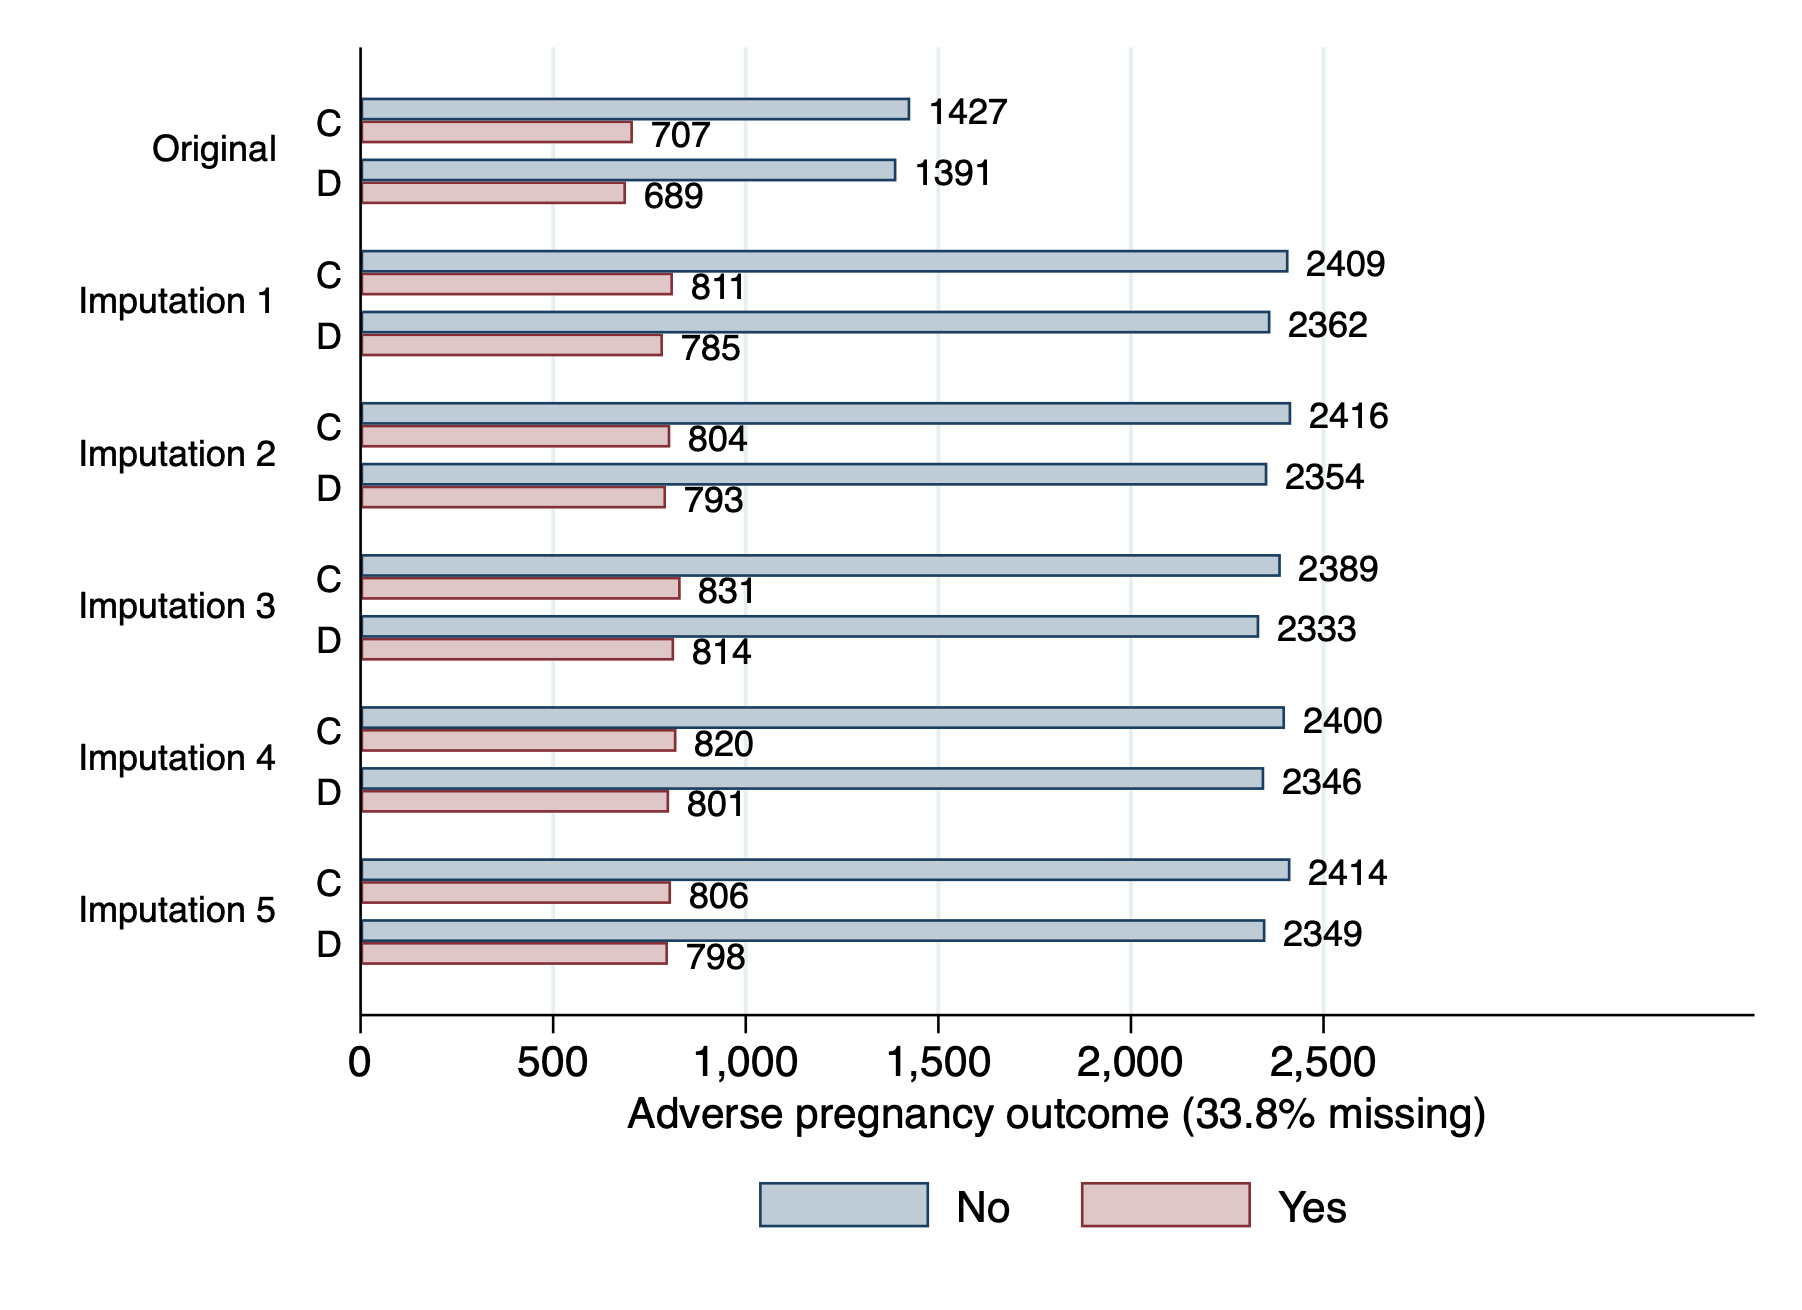 Original
C
1427
707
D
1391
689
Imputation 1
C
2409
811
D
2362
785
Imputation 2
C
2416
804
D
2354
793
Imputation 3
C
2389
831
D
2333
814
Imputation 4
C
2400
820
D
2346
801
Imputation 5
C
2414
806
D
2349
798
0 500 1,000 1,500 2,000 2,500
Adverse pregnancy outcome (33.8% missing)
No Yes